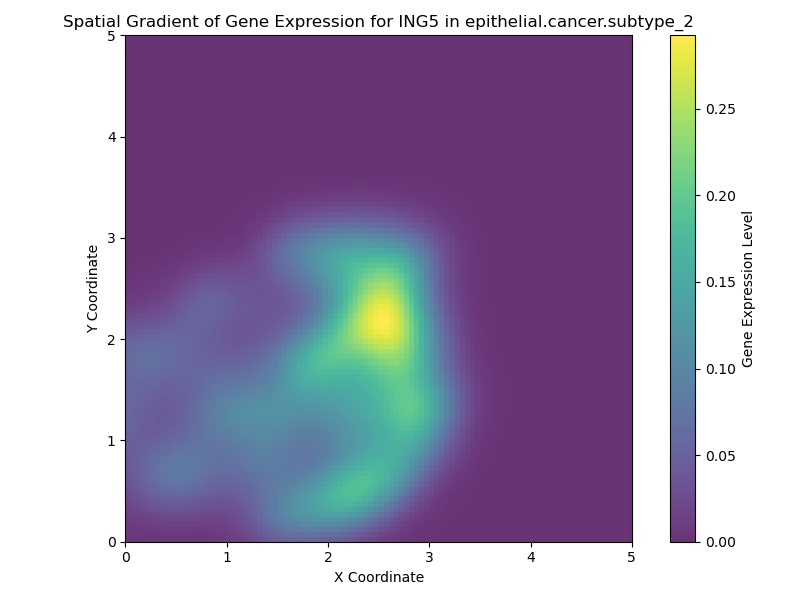 Spatial Gradient of Gene Expression for ING5 in epithelial.cancer.subtype_2
5
4
3
2
1
0
Y Coordinate
0 1 2 3 4 5
X Coordinate
0.25
0.20
0.15
0.10
0.05
0.00
Gene Expression Level